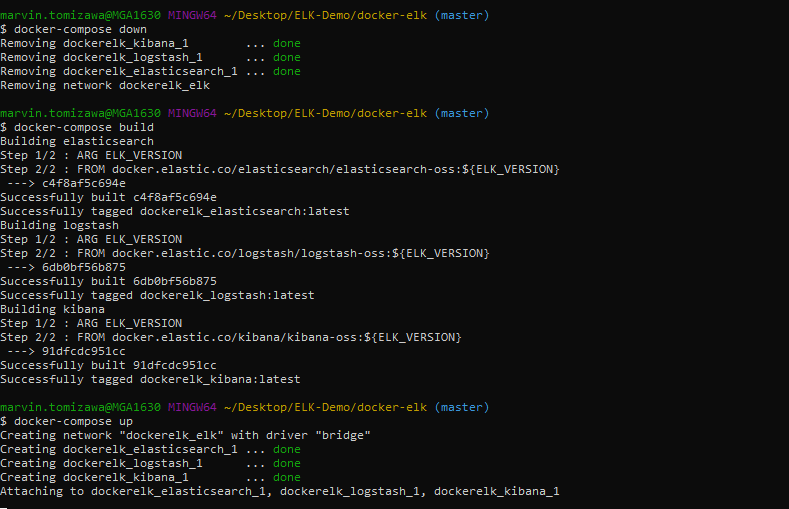 marvin.tomizawa@MGA1630 MINGW64 ~/Desktop/ELK-Demo/docker-elk (master)
$ docker-compose down
Removing dockerelk_kibana_1        ... done
Removing dockerelk_logstash_1      ... done
Removing dockerelk_elasticsearch_1 ... done
Removing network dockerelk_elk
marvin.tomizawa@MGA1630 MINGW64 ~/Desktop/ELK-Demo/docker-elk (master)
$ docker-compose build
Building elasticsearch
Step 1/2 : ARG ELK_VERSION
Step 2/2 : FROM docker.elastic.co/elasticsearch/elasticsearch-oss:${ELK_VERSION}
 ---> c4f8af5c694e
Successfully built c4f8af5c694e
Successfully tagged dockerelk_elasticsearch:latest
Building logstash
Step 1/2 : ARG ELK_VERSION
Step 2/2 : FROM docker.elastic.co/logstash/logstash-oss:${ELK_VERSION}
 ---> 6db0bf56b875
Successfully built 6db0bf56b875
Successfully tagged dockerelk_logstash:latest
Building kibana
Step 1/2 : ARG ELK_VERSION
Step 2/2 : FROM docker.elastic.co/kibana/kibana-oss:${ELK_VERSION}
 ---> 91dfcdc951cc
Successfully built 91dfcdc951cc
Successfully tagged dockerelk_kibana:latest
marvin.tomizawa@MGA1630 MINGW64 ~/Desktop/ELK-Demo/docker-elk (master)
$ docker-compose up
Creating network "dockerelk_elk" with driver "bridge"
Creating dockerelk_elasticsearch_1 ... done
Creating dockerelk_logstash_1      ... done
Creating dockerelk_kibana_1        ... done
Attaching to dockerelk_elasticsearch_1, dockerelk_logstash_1, dockerelk_kibana_1